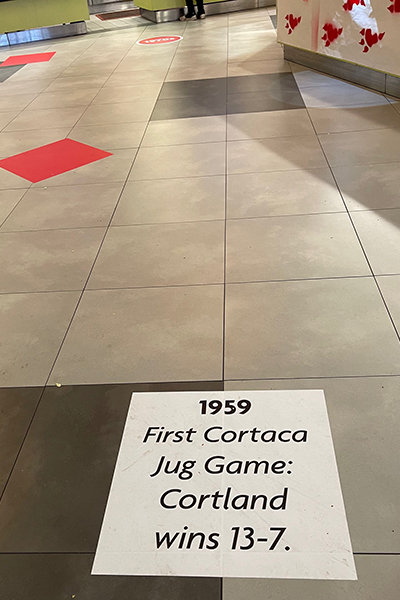 1959
First Cortaca
Jug Game:
Cortland
wins 13-7.